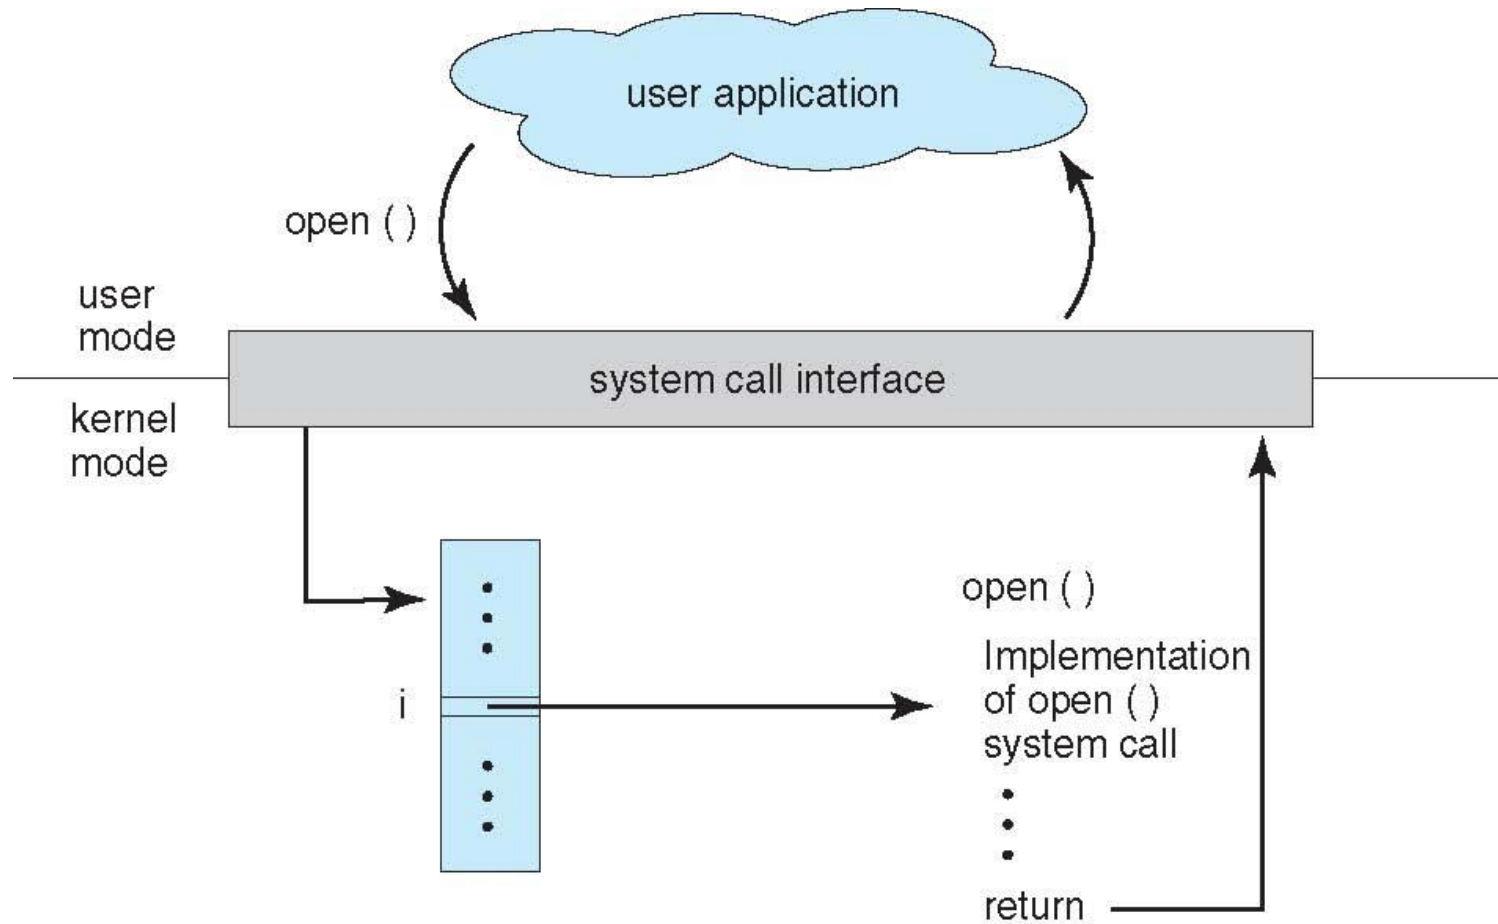 user application
open ( )
user
mode
system call interface
kernel
mode
open ( )
i
Implementation
of open ( )
system call
return